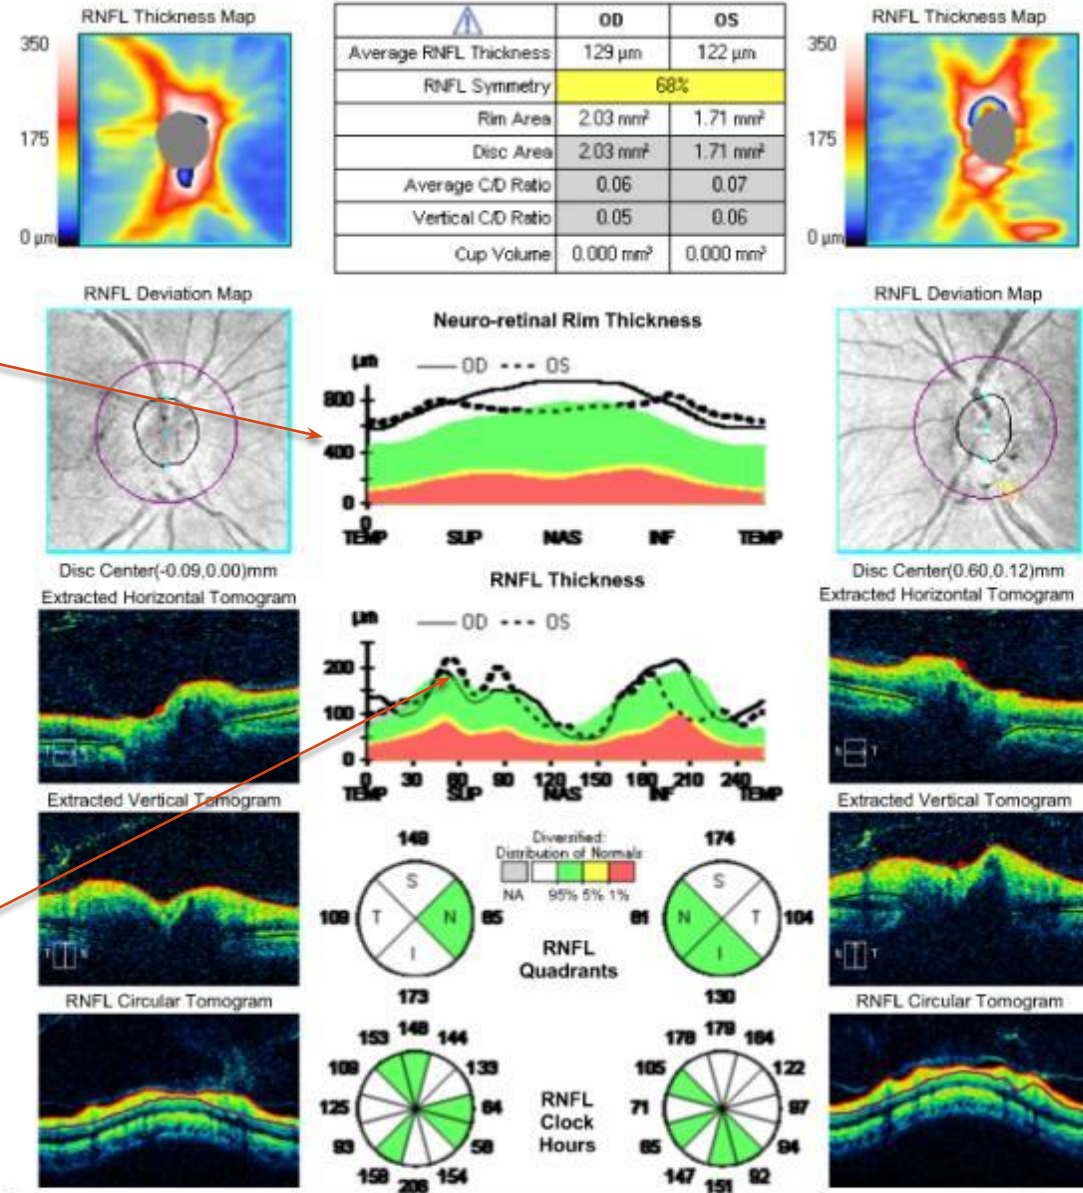 RNFL Thickness Map
350
175
0 µm
OD OS
Average RNFL Thickness 129 µm 122 µm
RNFL Symmetry 68%
Rim Area 2.03 mm² 1.71 mm²
Disc Area 2.03 mm² 1.71 mm²
Average C/D Ratio 0.06 0.07
Vertical C/D Ratio 0.05 0.06
Cup Volume 0.000 mm³ 0.000 mm³
RNFL Thickness Map
350
175
0 µm
RNFL Deviation Map
Disc Center(-0.09,0.00)mm
Neuro-retinal Rim Thickness
µm
OD OS
800
400
0
0
TEMP SUP NAS INF TEMP
RNFL Deviation Map
Disc Center(0.60,0.12)mm
Extracted Horizontal Tomogram
T
RNFL Thickness
µm
OD OS
200
100
0
0 30 60 90 120 150 180 210 240
TEMP SUP NAS INF TEMP
Extracted Horizontal Tomogram
T
Extracted Vertical Tomogram
T
148
S
109 T N 85
I
173
Diversified:
Distribution of Normals
NA 95% 5% 1%
RNFL
Quadrants
174
S
81 N T 104
I
130
Extracted Vertical Tomogram
T
RNFL Circular Tomogram
153 148 144
109 133
125 64
93 58
158 206 154
RNFL
Clock
Hours
178 179 164
105 122
71 97
65 94
147 151 92
RNFL Circular Tomogram